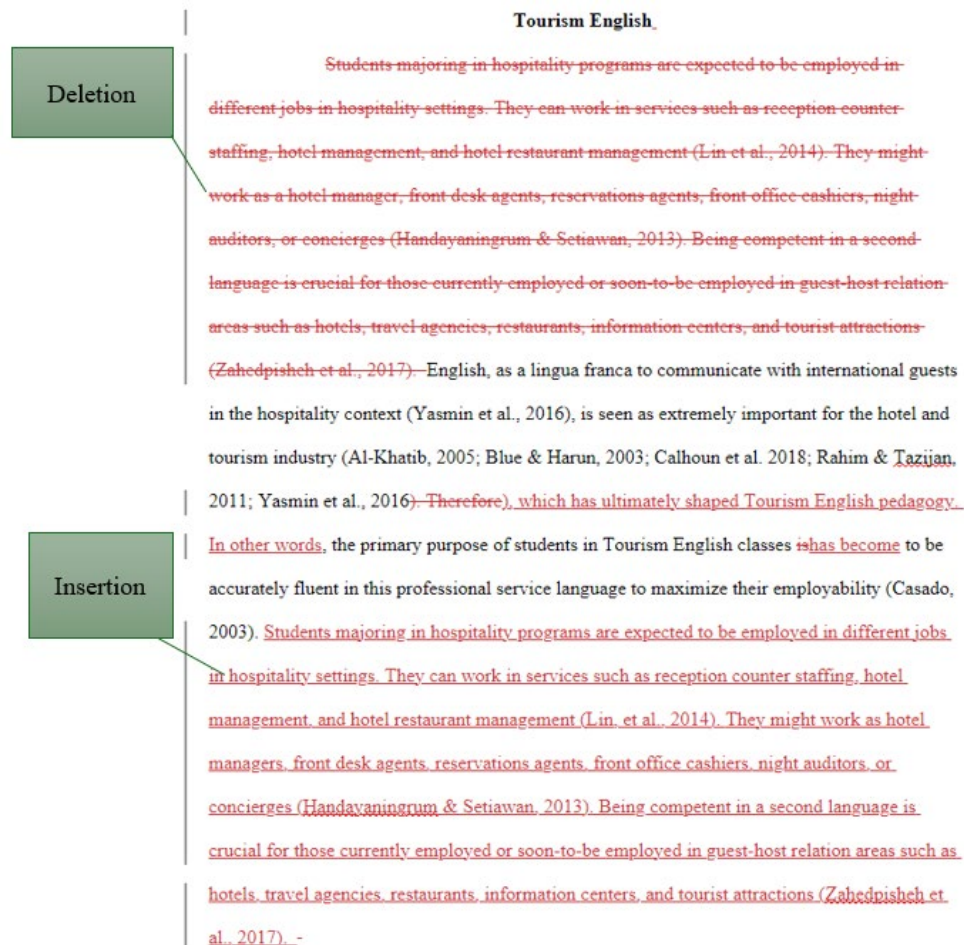 Tourism English
Deletion
Students majoring in hospitality programs are expected to be employed in
different jobs in hospitality settings. They can work in services such as reception counter
staffing, hotel management, and hotel restaurant management (Lin et al., 2014). They might
work as a hotel manager, front desk agents, reservations agents, front office cashiers, night
auditors, or concierges (Handayaningrum & Setiawan, 2013). Being competent in a second
language is crucial for those currently employed or soon-to-be employed in guest-host relation
areas such as hotels, travel agencies, restaurants, information centers, and tourist attractions
(Zahedpisheh et al., 2017). English, as a lingua franca to communicate with international guests
in the hospitality context (Yasmin et al., 2016), is seen as extremely important for the hotel and
tourism industry (Al-Khatib, 2005; Blue & Harun, 2003; Calhoun et al. 2018; Rahim & Tazijan,
2011; Yasmin et al., 2016). Therefore), which has ultimately shaped Tourism English pedagogy.
In other words, the primary purpose of students in Tourism English classes ishas become to be
Insertion
accurately fluent in this professional service language to maximize their employability (Casado,
2003). Students majoring in hospitality programs are expected to be employed in different jobs
in hospitality settings. They can work in services such as reception counter staffing, hotel
management, and hotel restaurant management (Lin, et al., 2014). They might work as hotel
managers, front desk agents, reservations agents, front office cashiers, night auditors, or
concierges (Handayaningrum & Setiawan, 2013). Being competent in a second language is
crucial for those currently employed or soon-to-be employed in guest-host relation areas such as
hotels, travel agencies, restaurants, information centers, and tourist attractions (Zahedpisheh et
al., 2017).